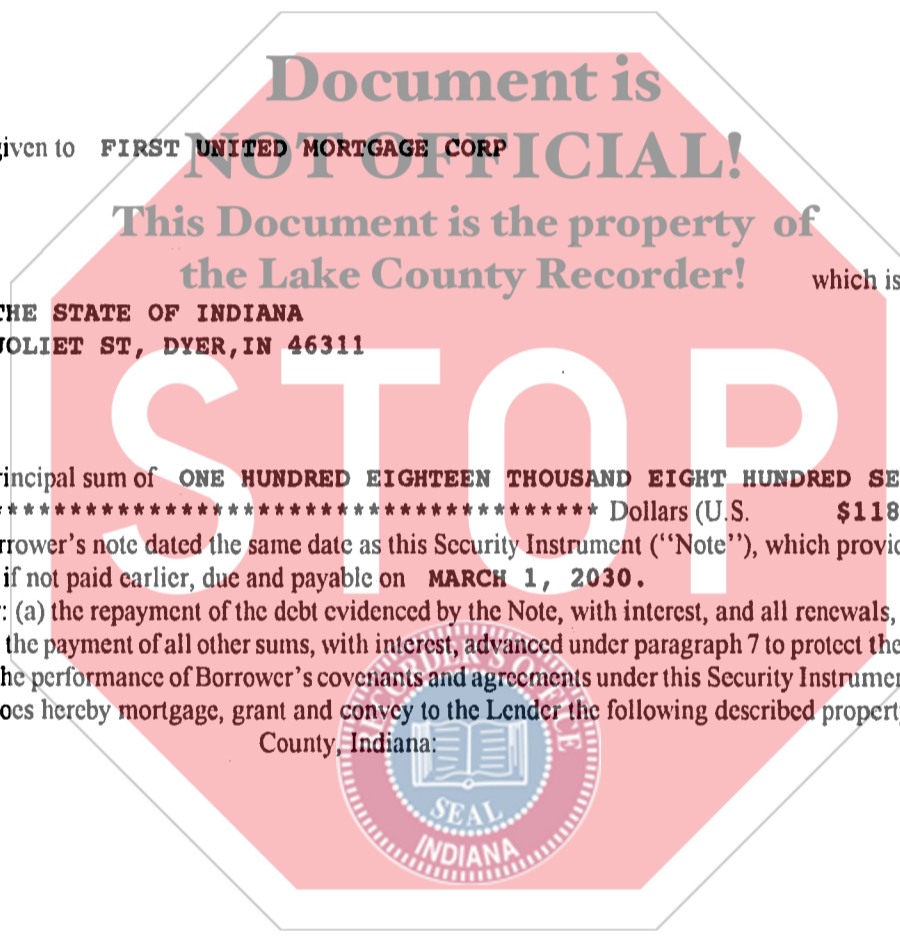 Document is
given to FIRST UNITED MORTGAGE CORP
NOT OFFICIAL!
This Document is the property of
the Lake County Recorder!
which is
THE STATE OF INDIANA
JOLIET ST, DYER,IN 46311
STOP
rincipal sum of ONE HUNDRED EIGHTEEN THOUSAND EIGHT HUNDRED SE
**************************************** Dollars (U.S. $118
rrower's note dated the same date as this Security Instrument (“Note”), which provid
if not paid earlier, due and payable on MARCH 1, 2030.
: (a) the repayment of the debt evidenced by the Note, with interest, and all renewals,
the payment of all other sums, with interest, advanced under paragraph 7 to protect the
he performance of Borrower's covenants and agreements under this Security Instrumen
oes hereby mortgage, grant and convey to the Lender the following described property
County, Indiana:
RECORDER'S OFFICE
SEAL
INDIANA